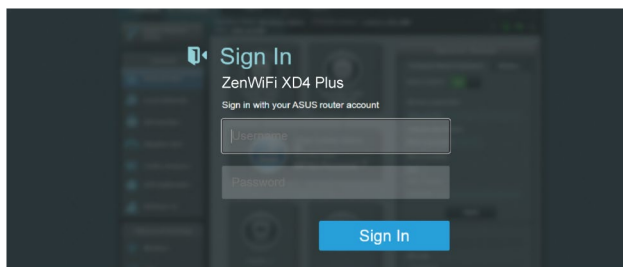 Sign In
ZenWiFi XD4 Plus
Sign in with your ASUS router account
Username
Password
Sign In